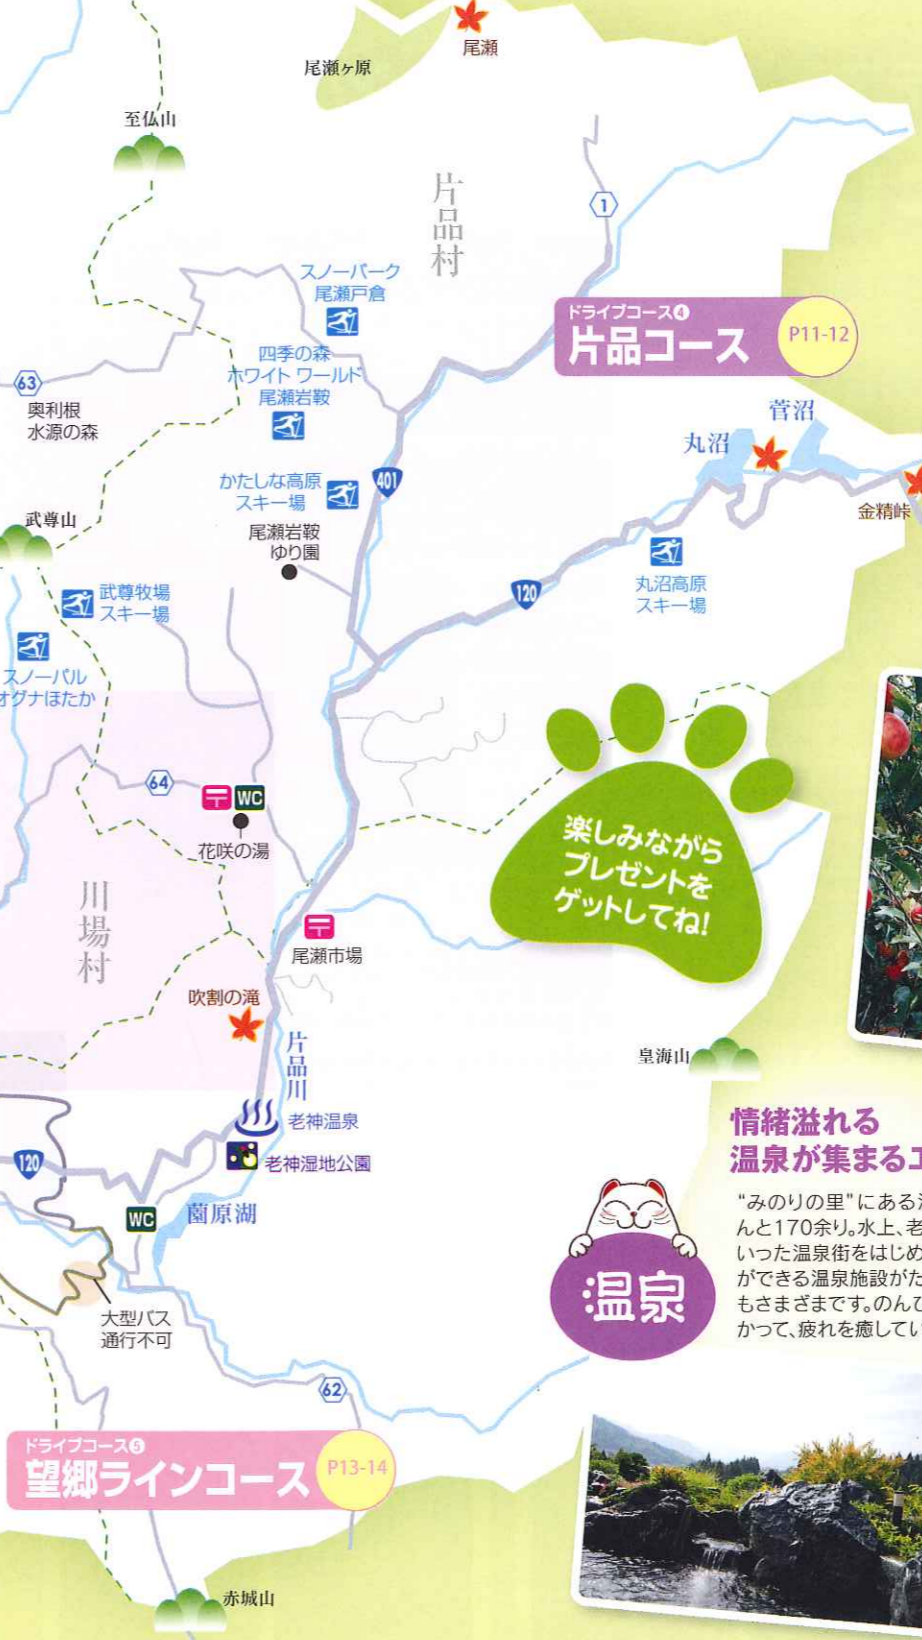 尾瀬
尾瀬ヶ原
至仏山
片品村
1
スノーパーク
尾瀬戸倉
ドライブコース❹
片品コース
P11-12
四季の森
ホワイト ワールド
尾瀬岩鞍
63
奥利根
水源の森
菅沼
丸沼
かたしな高原
スキー場
401
金精峠
武尊山
尾瀬岩鞍
ゆり園
丸沼高原
スキー場
120
武尊牧場
スキー場
スノーパル
オグナほたか
64
WC
花咲の湯
楽しみながら
プレゼントを
ゲットしてね!
川場村
尾瀬市場
吹割の滝
片品川
皇海山
老神温泉
120
老神湿地公園
情緒溢れる
温泉が集まる
WC
薗原湖
“みのりの里”にある
んと170余り。水上、老
いった温泉街をはじめ
ができる温泉施設がた
もさまざまです。のんび
かって、疲れを癒してい
温泉
大型バス
通行不可
62
ドライブコース❺
望郷ラインコース
P13-14
赤城山